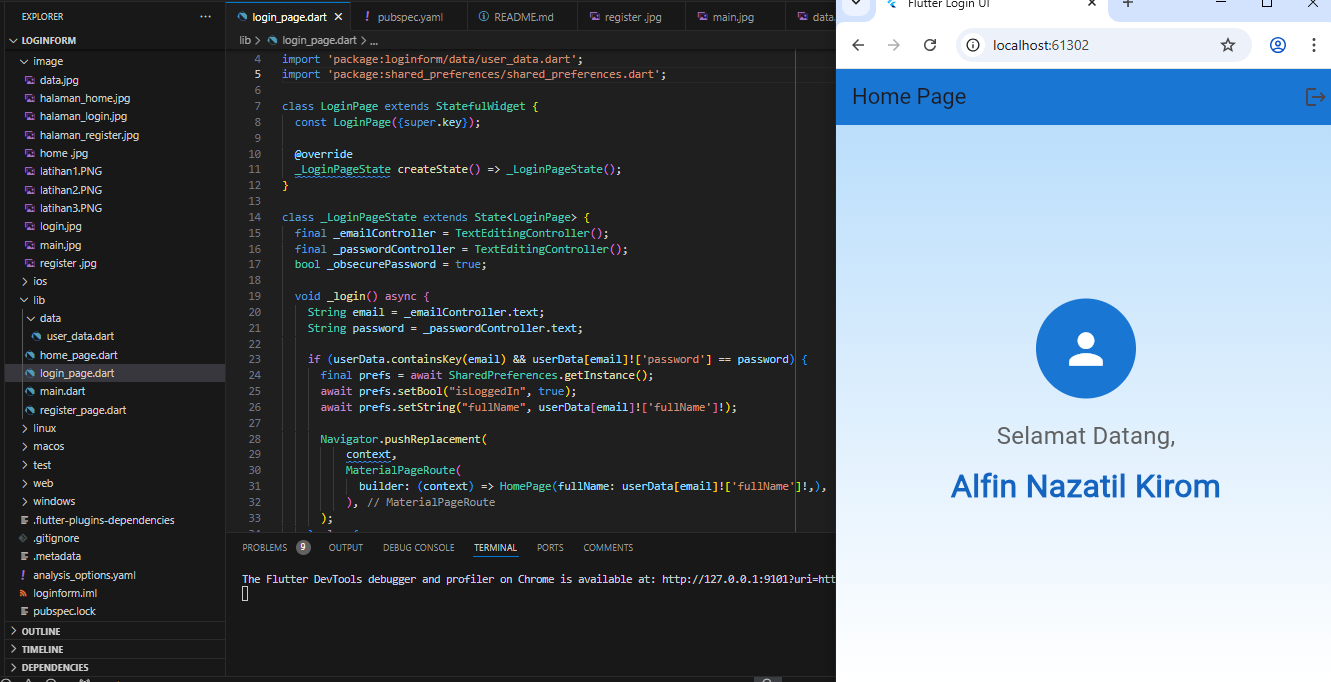 EXPLORER
LOGINFORM
image
data.jpg
halaman_home.jpg
halaman_login.jpg
halaman_register.jpg
home .jpg
latihan1.PNG
latihan2.PNG
latihan3.PNG
login.jpg
main.jpg
register .jpg
ios
lib
data
user_data.dart
home_page.dart
login_page.dart
main.dart
register_page.dart
linux
macos
test
web
windows
.flutter-plugins-dependencies
.gitignore
.metadata
analysis_options.yaml
loginform.iml
pubspec.lock
OUTLINE
TIMELINE
DEPENDENCIES
login_page.dart
pubspec.yaml
README.md
register .jpg
main.jpg
data.
lib > login_page.dart > ...
4 import 'package:loginform/data/user_data.dart';
5 import 'package:shared_preferences/shared_preferences.dart';
6
7 class LoginPage extends StatefulWidget {
8 const LoginPage({super.key});
9
10 @override
11 _LoginPageState createState() => _LoginPageState();
12 }
13
14 class _LoginPageState extends State<LoginPage> {
15 final _emailController = TextEditingController();
16 final _passwordController = TextEditingController();
17 bool _obsecurePassword = true;
18
19 void _login() async {
20 String email = _emailController.text;
21 String password = _passwordController.text;
22
23 if (userData.containsKey(email) && userData[email]!['password'] == password) {
24 final prefs = await SharedPreferences.getInstance();
25 await prefs.setBool("isLoggedIn", true);
26 await prefs.setString("fullName", userData[email]!['fullName']!);
27
28 Navigator.pushReplacement(
29 context,
30 MaterialPageRoute(
31 builder: (context) => HomePage(fullName: userData[email]!['fullName']!,),
32 ), // MaterialPageRoute
33 );
PROBLEMS 9 OUTPUT DEBUG CONSOLE TERMINAL PORTS COMMENTS
The Flutter DevTools debugger and profiler on Chrome is available at: http://127.0.0.1:9101?uri=htt
Flutter Login UI
localhost:61302
Home Page
Selamat Datang,
Alfin Nazatil Kirom